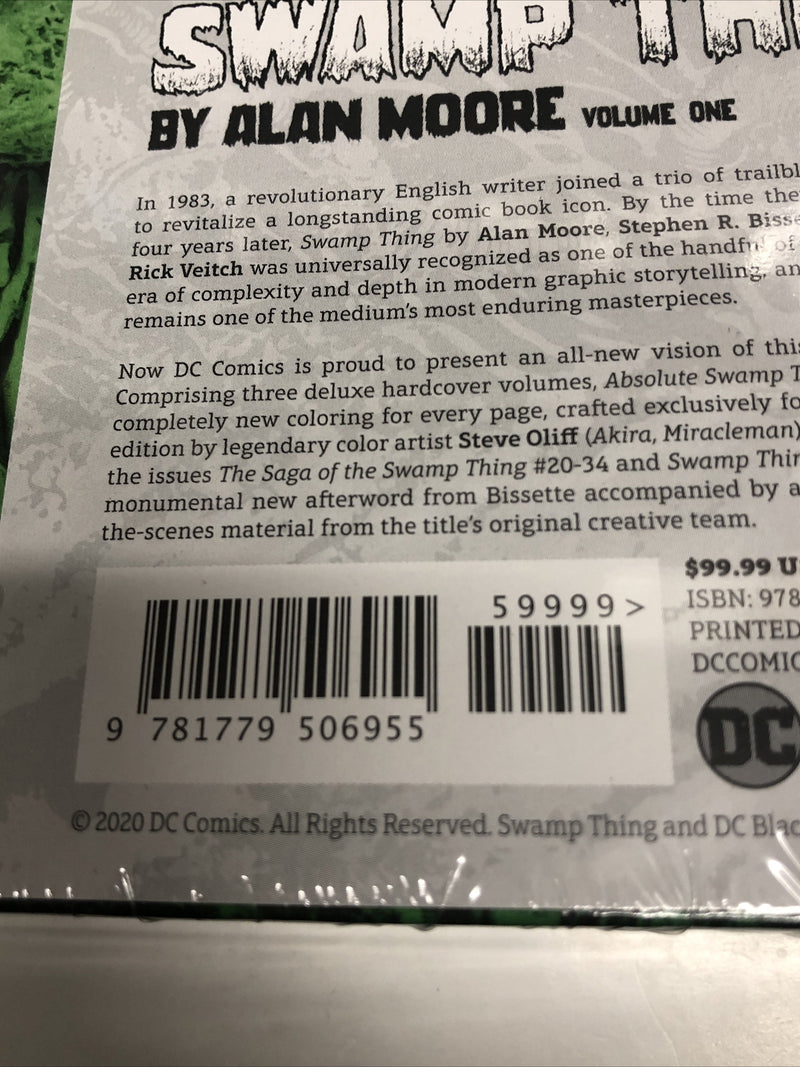 SWAMP TH
BY ALAN MOORE VOLUME ONE
In 1983, a revolutionary English writer joined a trio of trailbl
to revitalize a longstanding comic book icon. By the time the
four years later, Swamp Thing by Alan Moore, Stephen R. Bisse
Rick Veitch was universally recognized as one of the handful of
era of complexity and depth in modern graphic storytelling, an
remains one of the medium's most enduring masterpieces.
Now DC Comics is proud to present an all-new vision of this
Comprising three deluxe hardcover volumes, Absolute Swamp T
completely new coloring for every page, crafted exclusively fo
edition by legendary color artist Steve Oliff (Akira, Miracleman)
the issues The Saga of the Swamp Thing #20-34 and Swamp Thin
monumental new afterword from Bissette accompanied by a
the-scenes material from the title's original creative team.
$99.99 U
ISBN: 978
PRINTED
DCCOMIC
59999>
9 781779 506955
DC
© 2020 DC Comics. All Rights Reserved. Swamp Thing and DC Blac